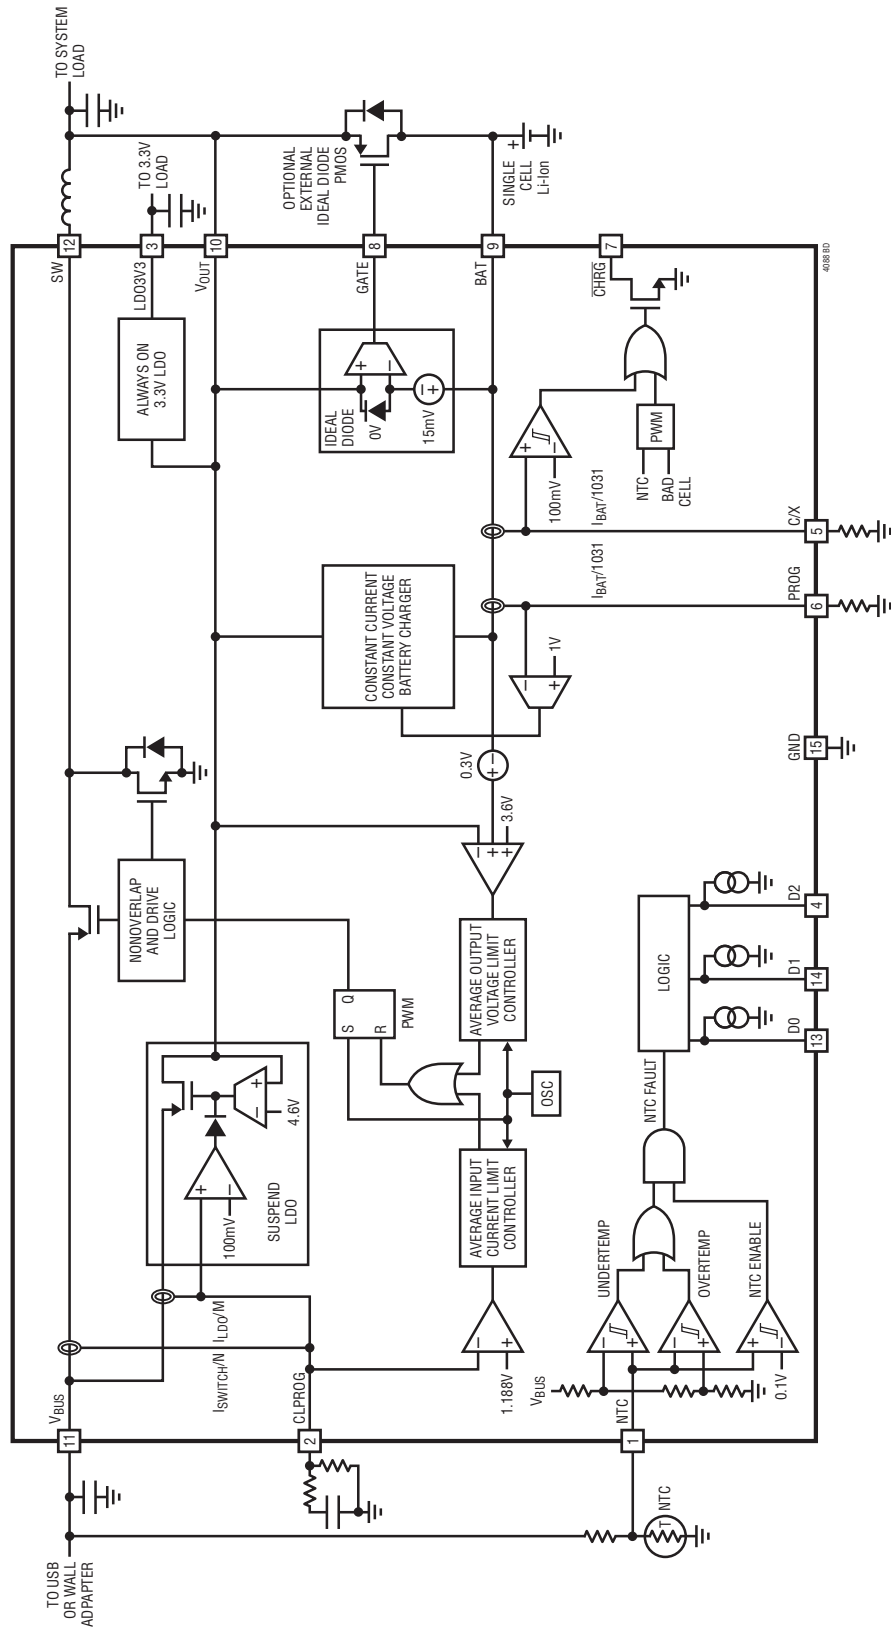 TO USB
OR WALL
ADPAPTER
11
VBUS
ISWITCH/N
ILDO/M
2
CLPROG
100mV
+
–
SUSPEND
LDO
–
+
4.6V
NONOVERLAP
AND DRIVE
LOGIC
ALWAYS ON
3.3V LDO
SW
12
TO SYSTEM
LOAD
LDO3V3
3
TO 3.3V
LOAD
VOUT
10
S
Q
R
PWM
IDEAL
DIODE
0V
+
–
15mV
–
+
GATE
8
OPTIONAL
EXTERNAL
IDEAL DIODE
PMOS
CONSTANT CURRENT
CONSTANT VOLTAGE
BATTERY CHARGER
1.188V
–
+
AVERAGE INPUT
CURRENT LIMIT
CONTROLLER
OSC
AVERAGE OUTPUT
VOLTAGE LIMIT
CONTROLLER
–
+
+
3.6V
0.3V
+
–
BAT
9
SINGLE
CELL
Li-Ion
+
–
+
1V
IBAT/1031
+
–
100mV
IBAT/1031
NTC
BAD
CELL
PWM
CHRG
7
T
NTC
1
NTC
VBUS
–
+
UNDERTEMP
–
+
OVERTEMP
+
–
0.1V
NTC ENABLE
NTC FAULT
LOGIC
D0
13
D1
14
D2
4
GND
15
PROG
6
C/X
5
4088 BD